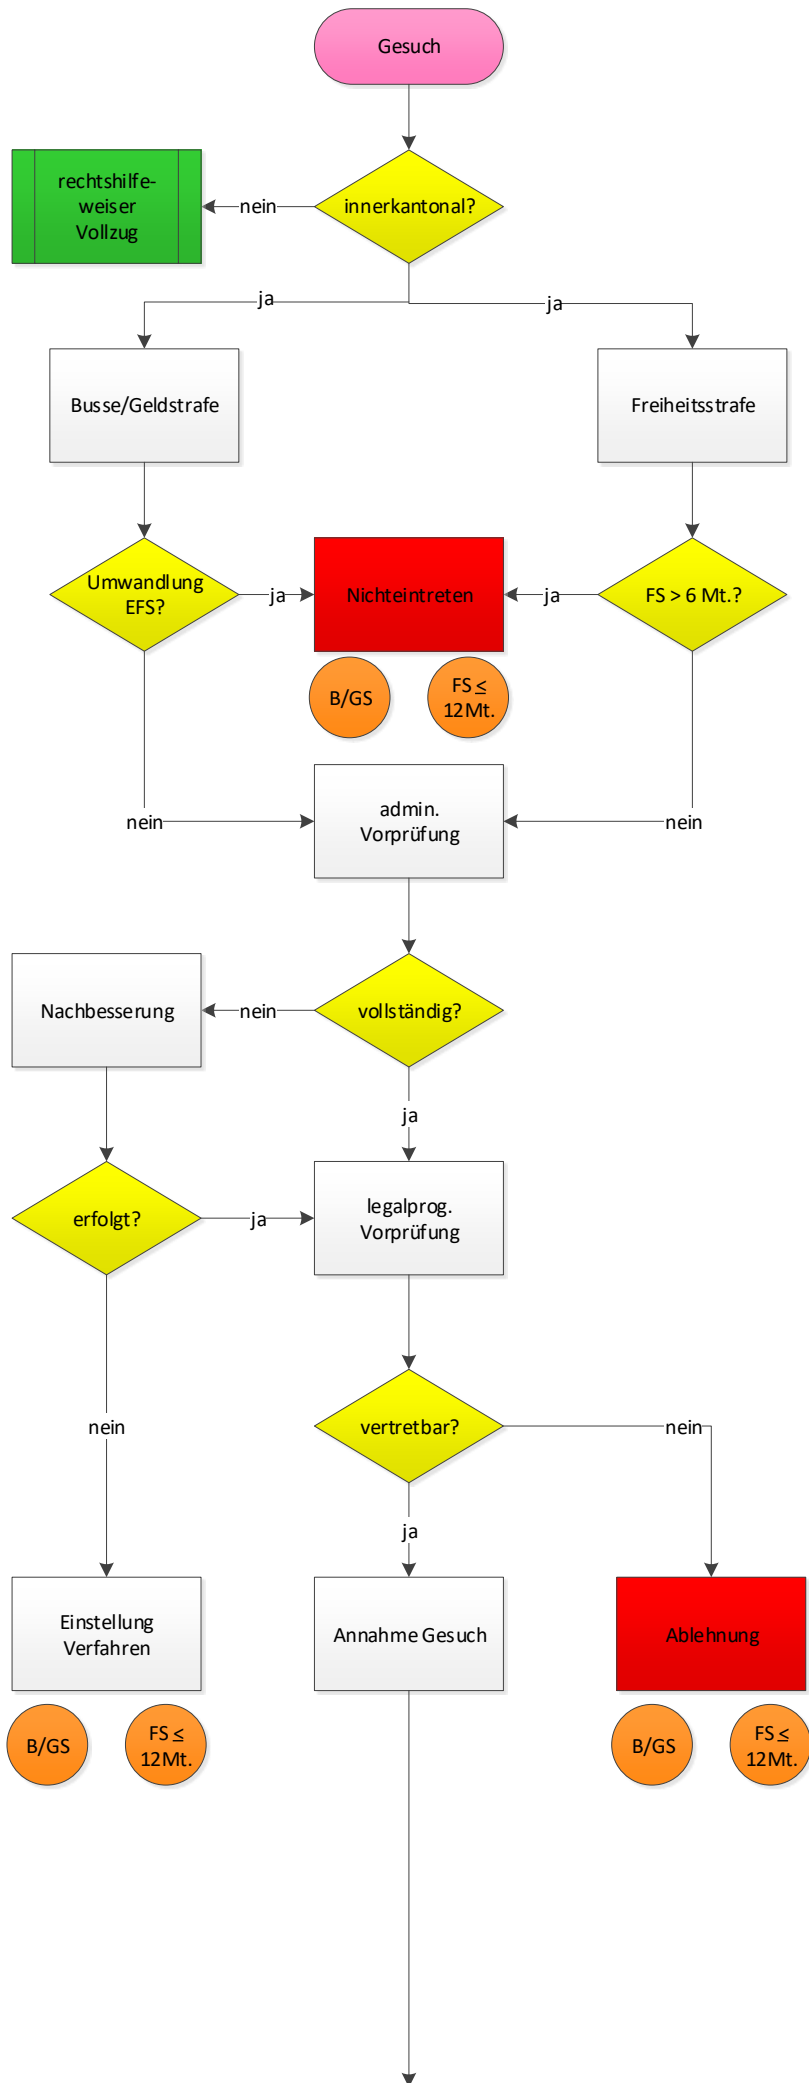 Gesuch
innerkantonal?
nein
rechtshilfe-
weiser
Vollzug
ja
ja
Busse/Geldstrafe
Freiheitsstrafe
Umwandlung
EFS?
ja
Nichteintreten
ja
FS > 6 Mt.?
B/GS
FS ≤
12Mt.
nein
admin.
Vorprüfung
nein
Nachbesserung
nein
vollständig?
ja
erfolgt?
ja
legalprog.
Vorprüfung
nein
vertretbar?
nein
ja
Einstellung
Verfahren
Annahme Gesuch
Ablehnung
B/GS
FS ≤
12Mt.
B/GS
FS ≤
12Mt.